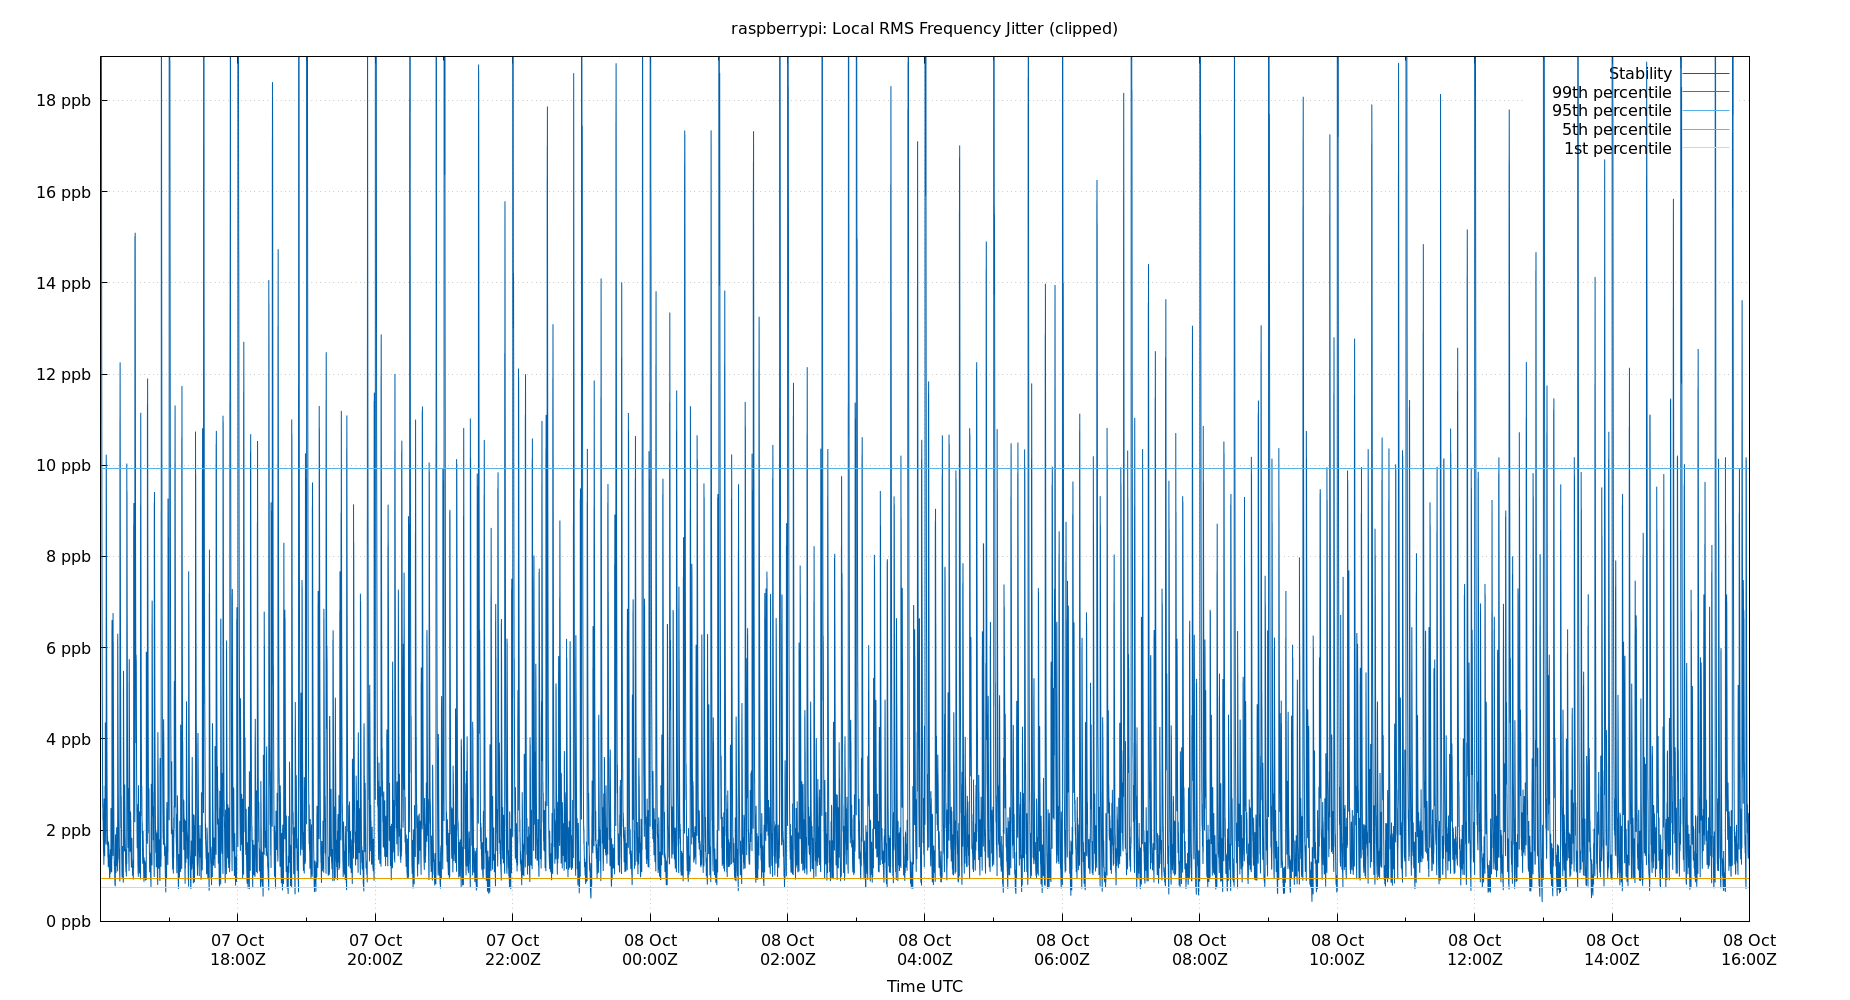 raspberrypi: Local RMS Frequency Jitter (clipped)
Stability
99th percentile
95th percentile
5th percentile
1st percentile
18 ppb
16 ppb
14 ppb
12 ppb
10 ppb
8 ppb
6 ppb
4 ppb
2 ppb
0 ppb
07 Oct 07 Oct 07 Oct 08 Oct 08 Oct 08 Oct 08 Oct 08 Oct 08 Oct 08 Oct 08 Oct 08 Oct
18:00Z 20:00Z 22:00Z 00:00Z 02:00Z 04:00Z 06:00Z 08:00Z 10:00Z 12:00Z 14:00Z 16:00Z
Time UTC